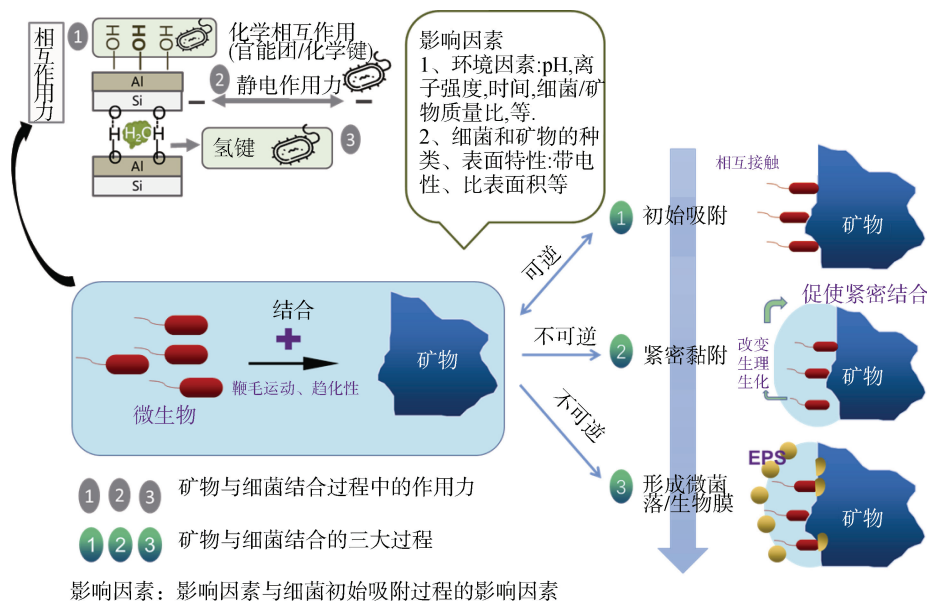 相互作用力
1
HO HO HO
化学相互作用
(官能团/化学键)
Al
Si
2
静电作用力
O O
H H₂O H
O O
Al
Si
氢键
3
影响因素
1、环境因素:pH,离
子强度,时间,细菌/矿
物质量比,等.
2、细菌和矿物的种
类、表面特性:带电
性、比表面积等
结合
鞭毛运动、趋化性
微生物
矿物
可逆
不可逆
不可逆
1
初始吸附
2
紧密黏附
3
形成微菌
落/生物膜
相互接触
矿物
促使紧密结合
改变
生理
生化
矿物
EPS
矿物
1 2 3 矿物与细菌结合过程中的作用力
1 2 3 矿物与细菌结合的三大过程
影响因素：影响因素与细菌初始吸附过程的影响因素